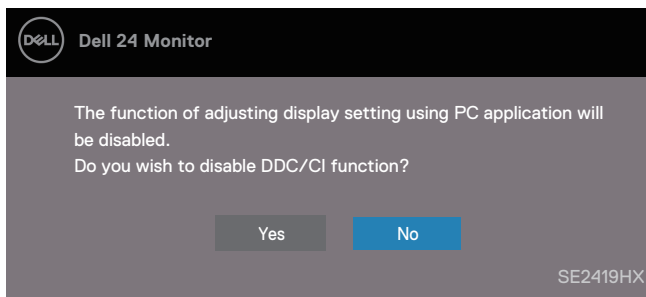 DELL
Dell 24 Monitor
The function of adjusting display setting using PC application will
be disabled.
Do you wish to disable DDC/CI function?
Yes No
SE2419HX